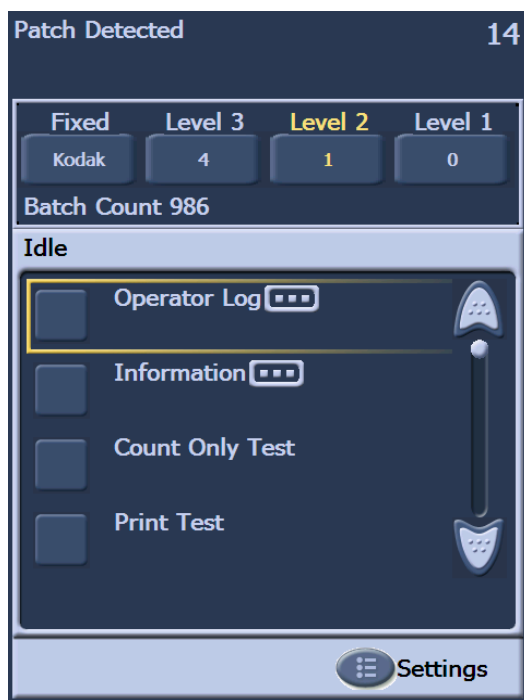 Patch Detected 14
Fixed Level 3 Level 2 Level 1
Kodak 4 1 0
Batch Count 986
Idle
Operator Log
Information
Count Only Test
Print Test
Settings